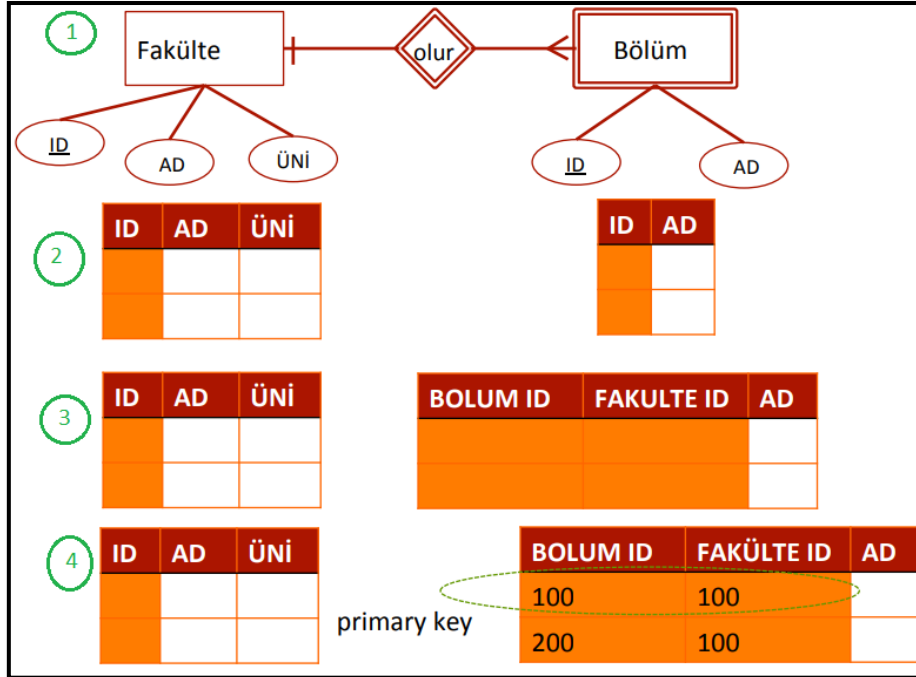 1
Fakülte olur Bölüm
ID AD ÜNİ ID AD
2
ID AD ÜNİ
ID AD
3
ID AD ÜNİ
BOLUM ID FAKULTE ID AD
4
ID AD ÜNİ
BOLUM ID FAKÜLTE ID AD
100 100
primary key
200 100